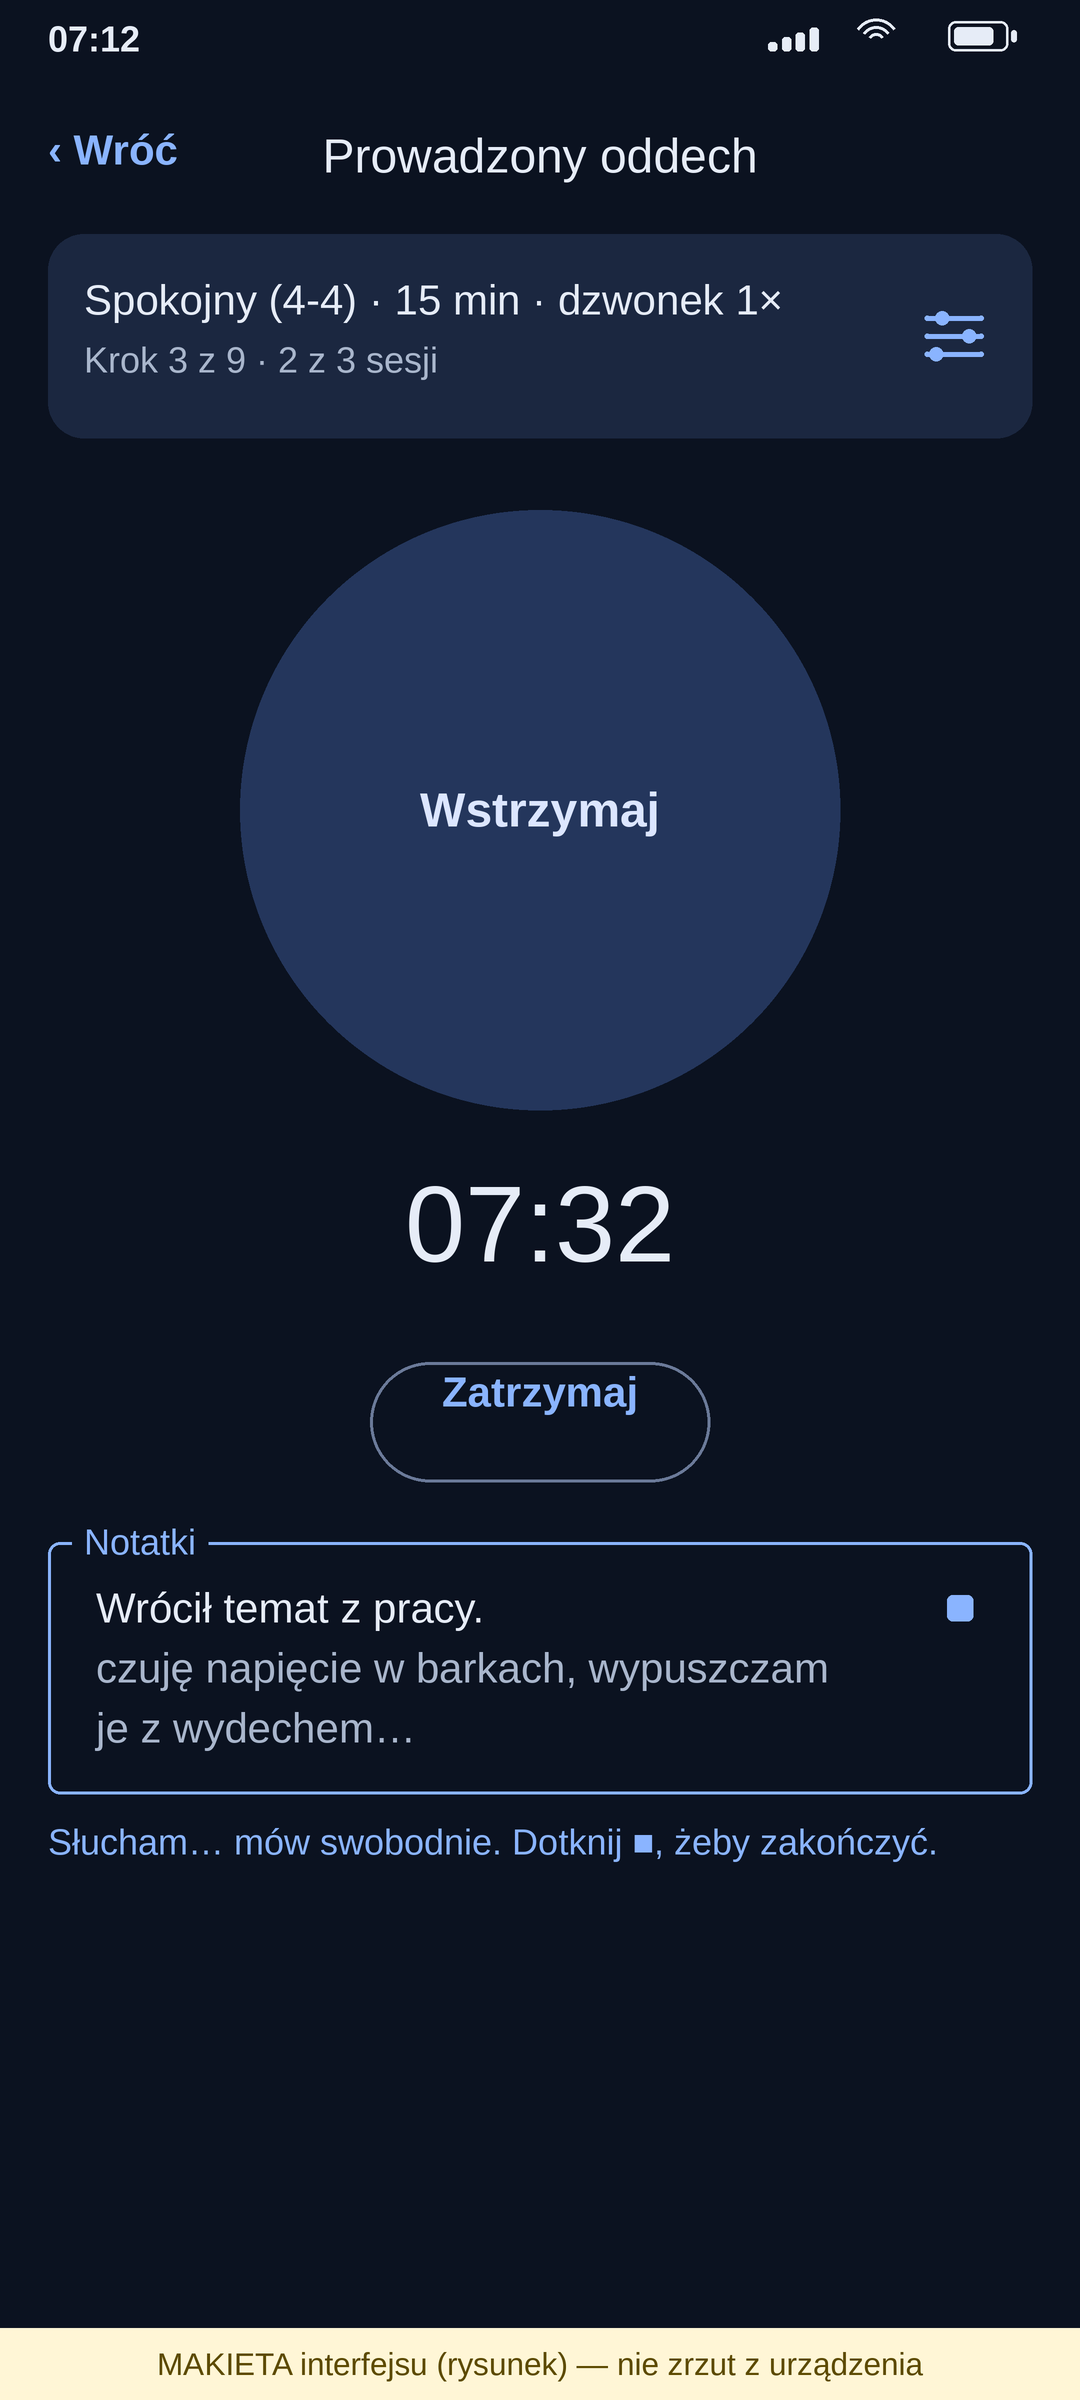 07:12
‹ Wróć
Prowadzony oddech
Spokojny (4-4) · 15 min · dzwonek 1×
Krok 3 z 9 · 2 z 3 sesji
Wstrzymaj
07:32
Zatrzymaj
Notatki
Wrócił temat z pracy.
czuję napięcie w barkach, wypuszczam
je z wydechem…
Słucham… mów swobodnie. Dotknij ■, żeby zakończyć.
MAKIETA interfejsu (rysunek) — nie zrzut z urządzenia